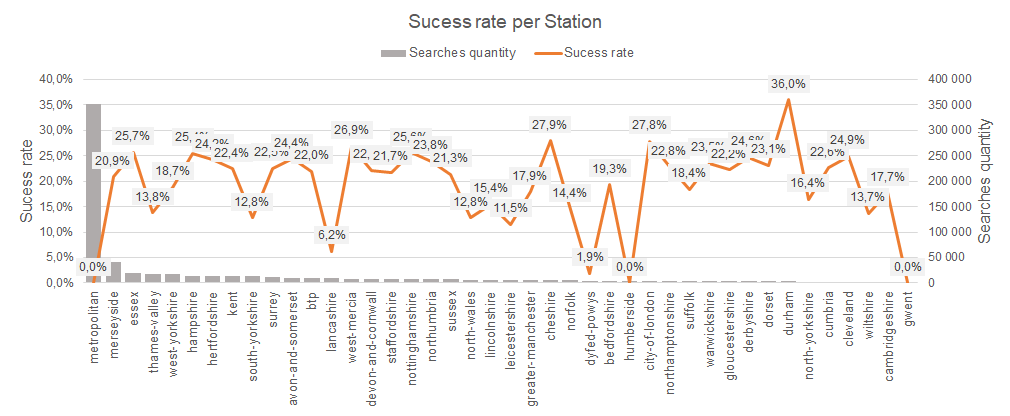 Sucess rate per Station
Searches quantity
Sucess rate
40,0%
35,0%
30,0%
25,0%
20,0%
15,0%
10,0%
5,0%
0,0%
Sucess rate
0,0%
20,9%
25,7%
13,8%
18,7%
22,4%
12,8%
24,4%
22,0%
6,2%
26,9%
21,7%
23,8%
21,3%
12,8%
15,4%
11,5%
17,9%
27,9%
14,4%
1,9%
19,3%
0,0%
27,8%
22,8%
18,4%
22,2%
23,1%
36,0%
16,4%
22,6%
24,9%
13,7%
17,7%
0,0%
400 000
350 000
300 000
250 000
200 000
150 000
100 000
50 000
0
Searches quantity
metropolitan
merseyside
essex
thames-valley
west-yorkshire
hampshire
hertfordshire
kent
south-yorkshire
surrey
avon-and-somerset
btp
lancashire
west-mercia
devon-and-cornwall
staffordshire
nottinghamshire
northumbria
sussex
north-wales
lincolnshire
leicestershire
greater-manchester
cheshire
norfolk
dyfed-powys
bedfordshire
humberside
city-of-london
northamptonshire
suffolk
warwickshire
gloucestershire
derbyshire
dorset
durham
north-yorkshire
cumbria
cleveland
wiltshire
cambridgeshire
gwent